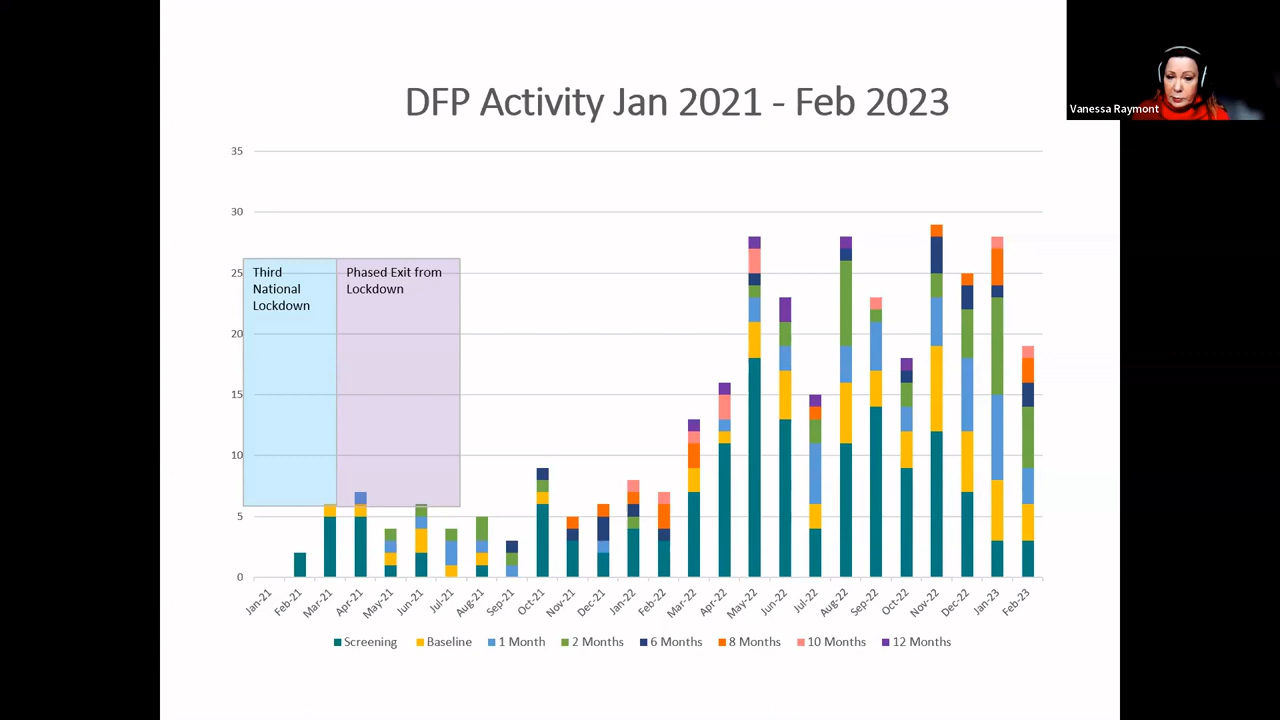 Vanessa Raymont
DFP Activity Jan 2021 - Feb 2023
35
30
25
20
15
10
5
0
Third
National
Lockdown
Phased Exit from
Lockdown
Jan-21
Feb-21
Mar-21
Apr-21
May-21
Jun-21
Jul-21
Aug-21
Sep-21
Oct-21
Nov-21
Dec-21
Jan-22
Feb-22
Mar-22
Apr-22
May-22
Jun-22
Jul-22
Aug-22
Sep-22
Oct-22
Nov-22
Dec-22
Jan-23
Feb-23
Screening Baseline 1 Month 2 Months 6 Months 8 Months 10 Months 12 Months